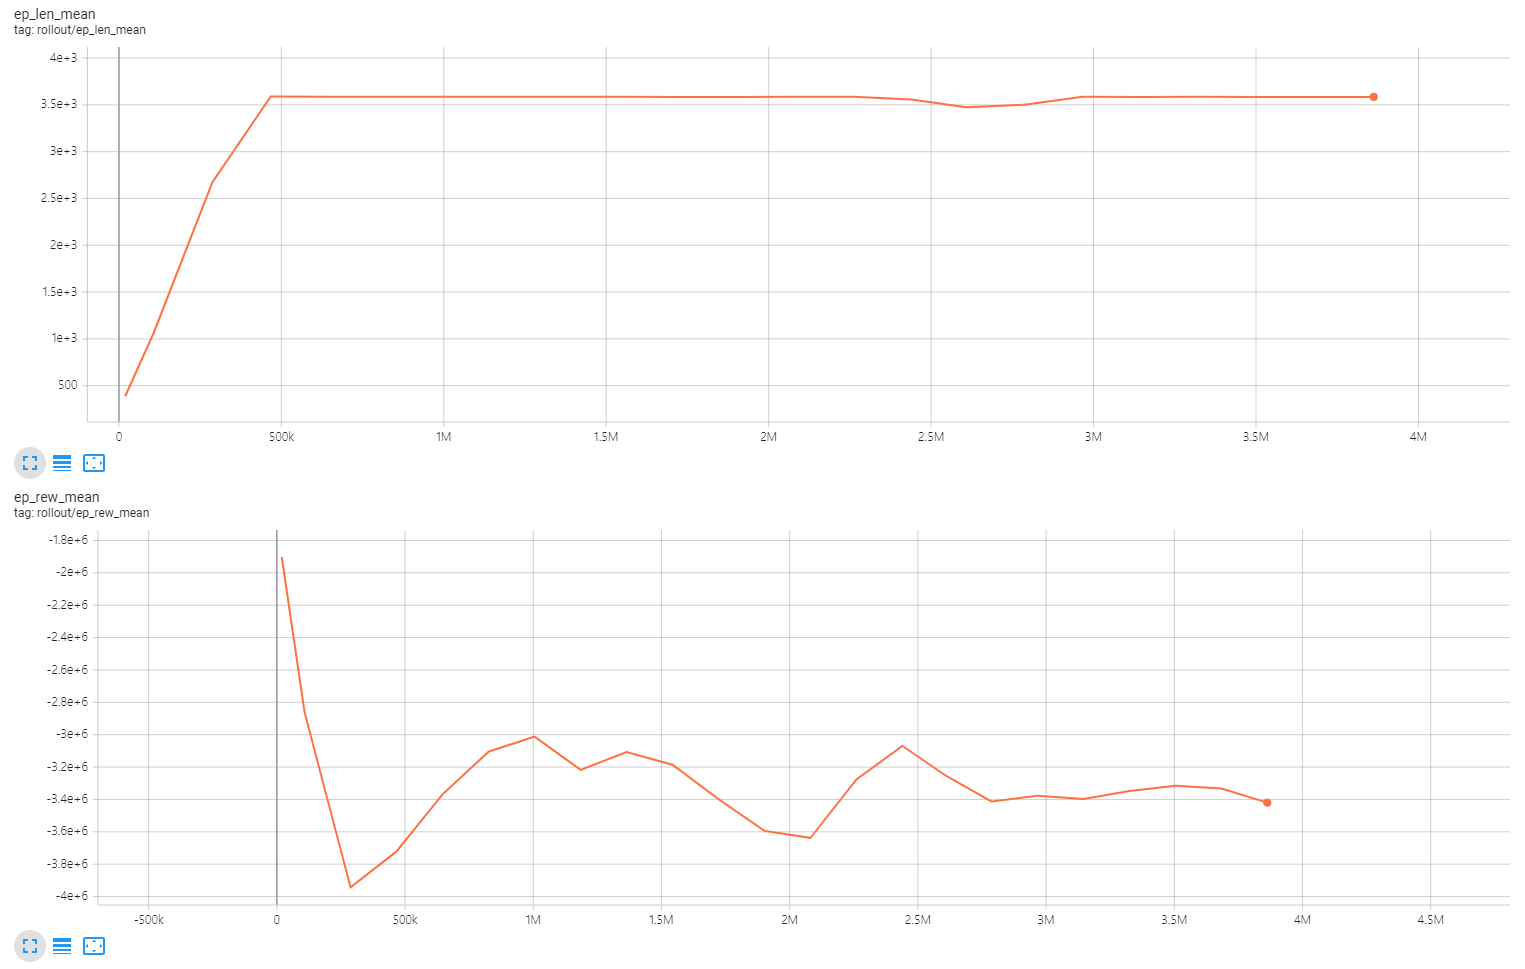 ep_len_mean
tag: rollout/ep_len_mean
4e+3
3.5e+3
3e+3
2.5e+3
2e+3
1.5e+3
1e+3
500
0 500k 1M 1.5M 2M 2.5M 3M 3.5M 4M
ep_rew_mean
tag: rollout/ep_rew_mean
-1.8e+6
-2e+6
-2.2e+6
-2.4e+6
-2.6e+6
-2.8e+6
-3e+6
-3.2e+6
-3.4e+6
-3.6e+6
-3.8e+6
-4e+6
-500k 0 500k 1M 1.5M 2M 2.5M 3M 3.5M 4M 4.5M